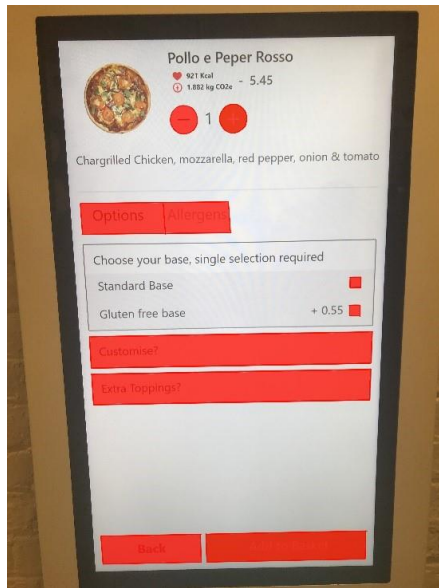 Pollo e Peper Rosso
921 Kcal
1.882 kg CO2e
- 5.45
1
Chargrilled Chicken, mozzarella, red pepper, onion & tomato
Options Allergens
Choose your base, single selection required
Standard Base
Gluten free base + 0.55
Customise?
Extra Toppings?
Back